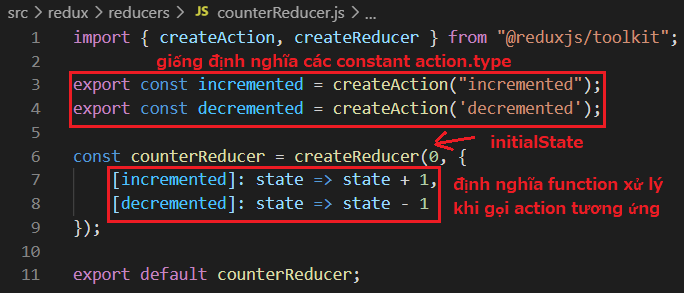 src > redux > reducers > JS counterReducer.js > ...
1 import { createAction, createReducer } from "@reduxjs/toolkit";
2 giống định nghĩa các constant action.type
3 export const incremented = createAction("incremented");
4 export const decremented = createAction('decremented');
5 initialState
6 const counterReducer = createReducer(0, {
7 [incremented]: state => state + 1, định nghĩa function xử lý
8 [decremented]: state => state - 1 khi gọi action tương ứng
9 });
10
11 export default counterReducer;